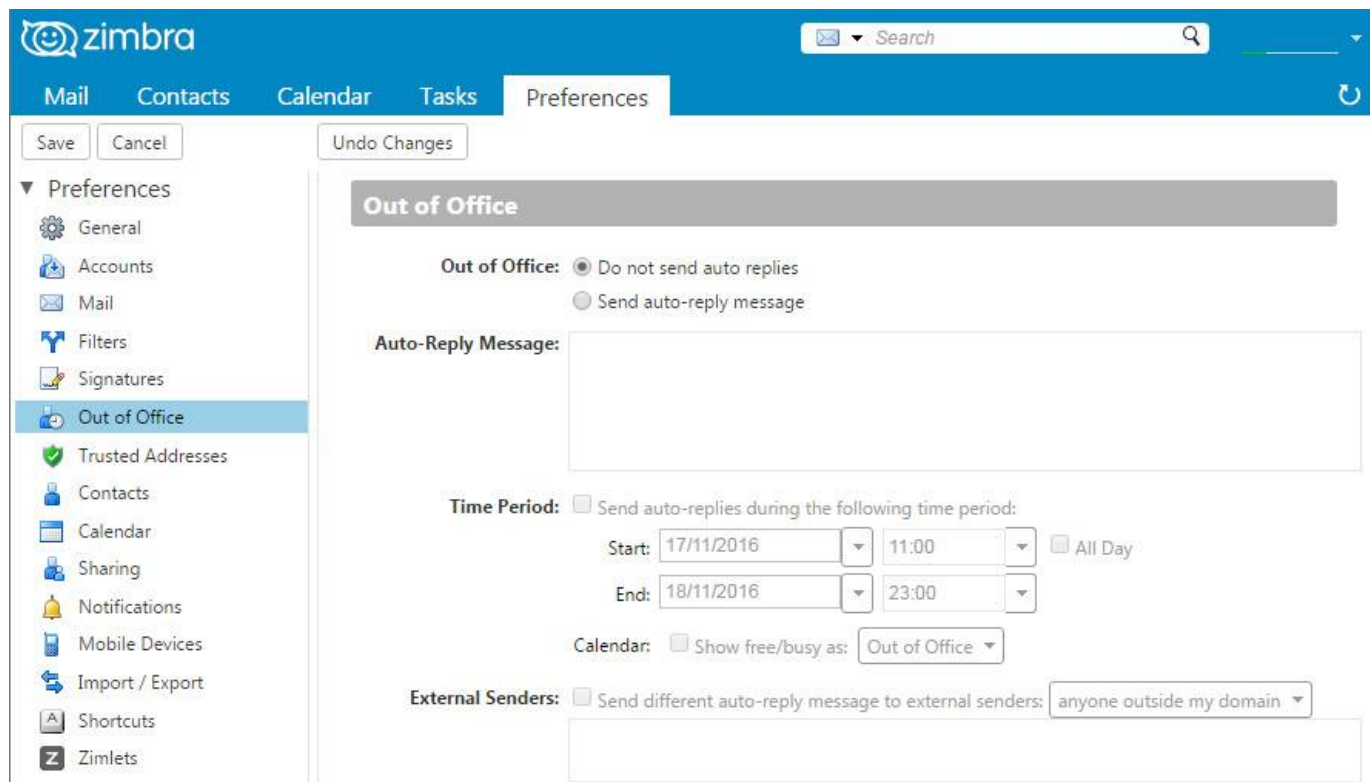 zimbra
Search
Mail Contacts Calendar Tasks Preferences
Save Cancel Undo Changes
Preferences
General
Accounts
Mail
Filters
Signatures
Out of Office
Trusted Addresses
Contacts
Calendar
Sharing
Notifications
Mobile Devices
Import / Export
A Shortcuts
Z Zimlets
Out of Office
Out of Office: Do not send auto replies
Send auto-reply message
Auto-Reply Message:
Time Period: Send auto-replies during the following time period:
Start: 17/11/2016 11:00 All Day
End: 18/11/2016 23:00
Calendar: Show free/busy as: Out of Office
External Senders: Send different auto-reply message to external senders: anyone outside my domain